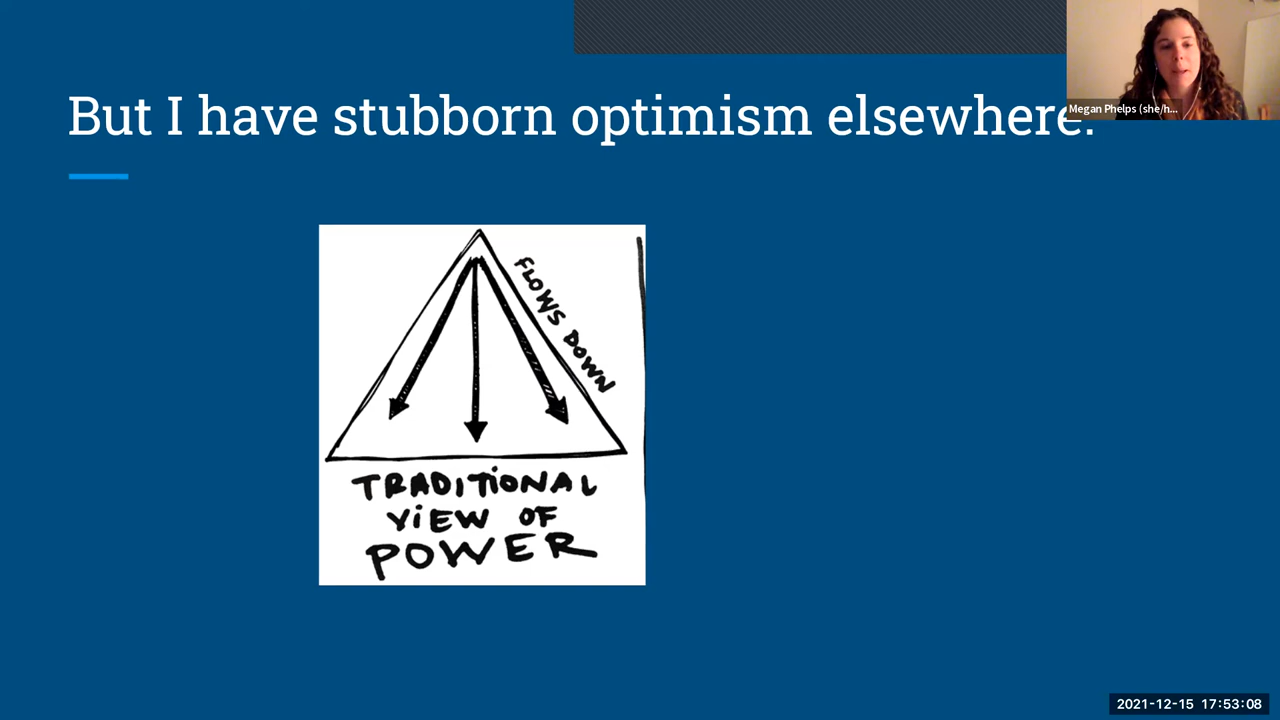 But I have stubborn optimism elsewhere.
Megan Phelps (she/h...
FLOWS DOWN
TRADITIONAL
VIEW OF
POWER
2021-12-15 17:53:08